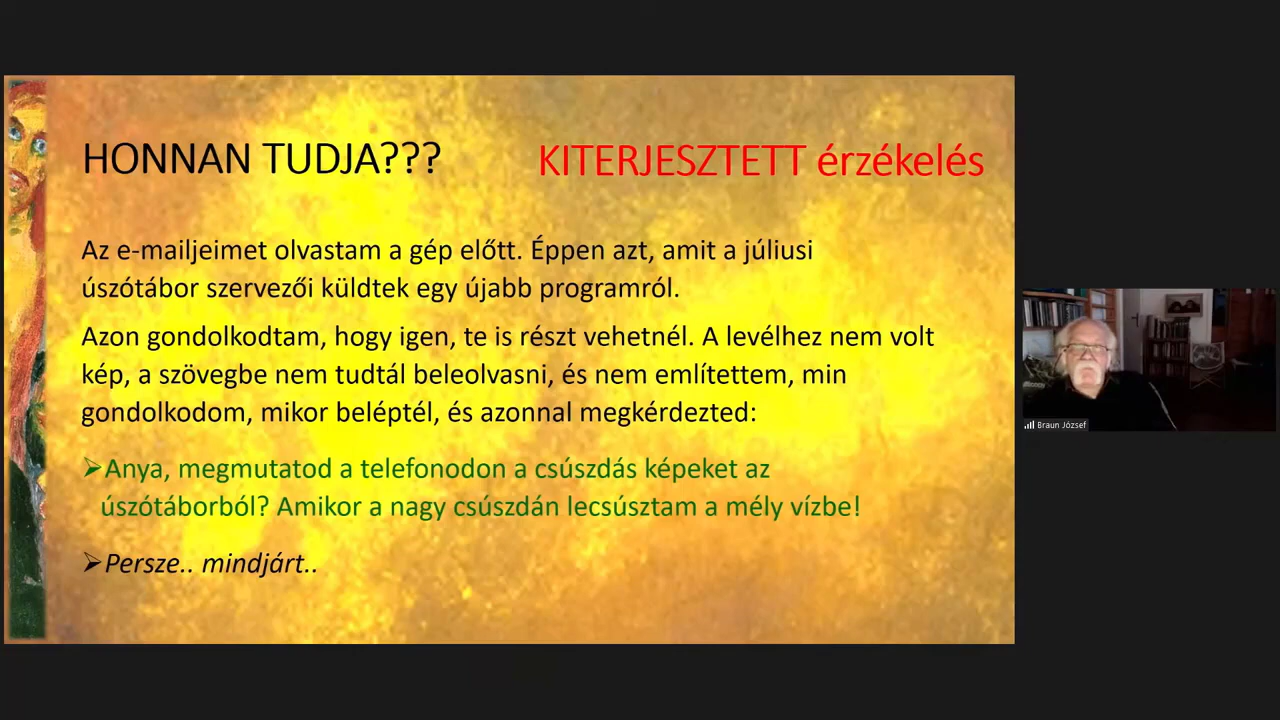 HONNAN TUDJA???
KITERJESZTETT érzékelés
Az e-mailjeimet olvastam a gép előtt. Éppen azt, amit a júliusi
úszótábor szervezői küldtek egy újabb programról.
Azon gondolkodtam, hogy igen, te is részt vehetnél. A levélhez nem volt
kép, a szövegbe nem tudtál beleolvasni, és nem említettem, min
gondolkodom, mikor beléptél, és azonnal megkérdezted:
➢Anya, megmutatod a telefonodon a csúszdás képeket az
úszótáborból? Amikor a nagy csúszdán lecsúsztam a mély vízbe!
➢Persze.. mindjárt..
Braun József